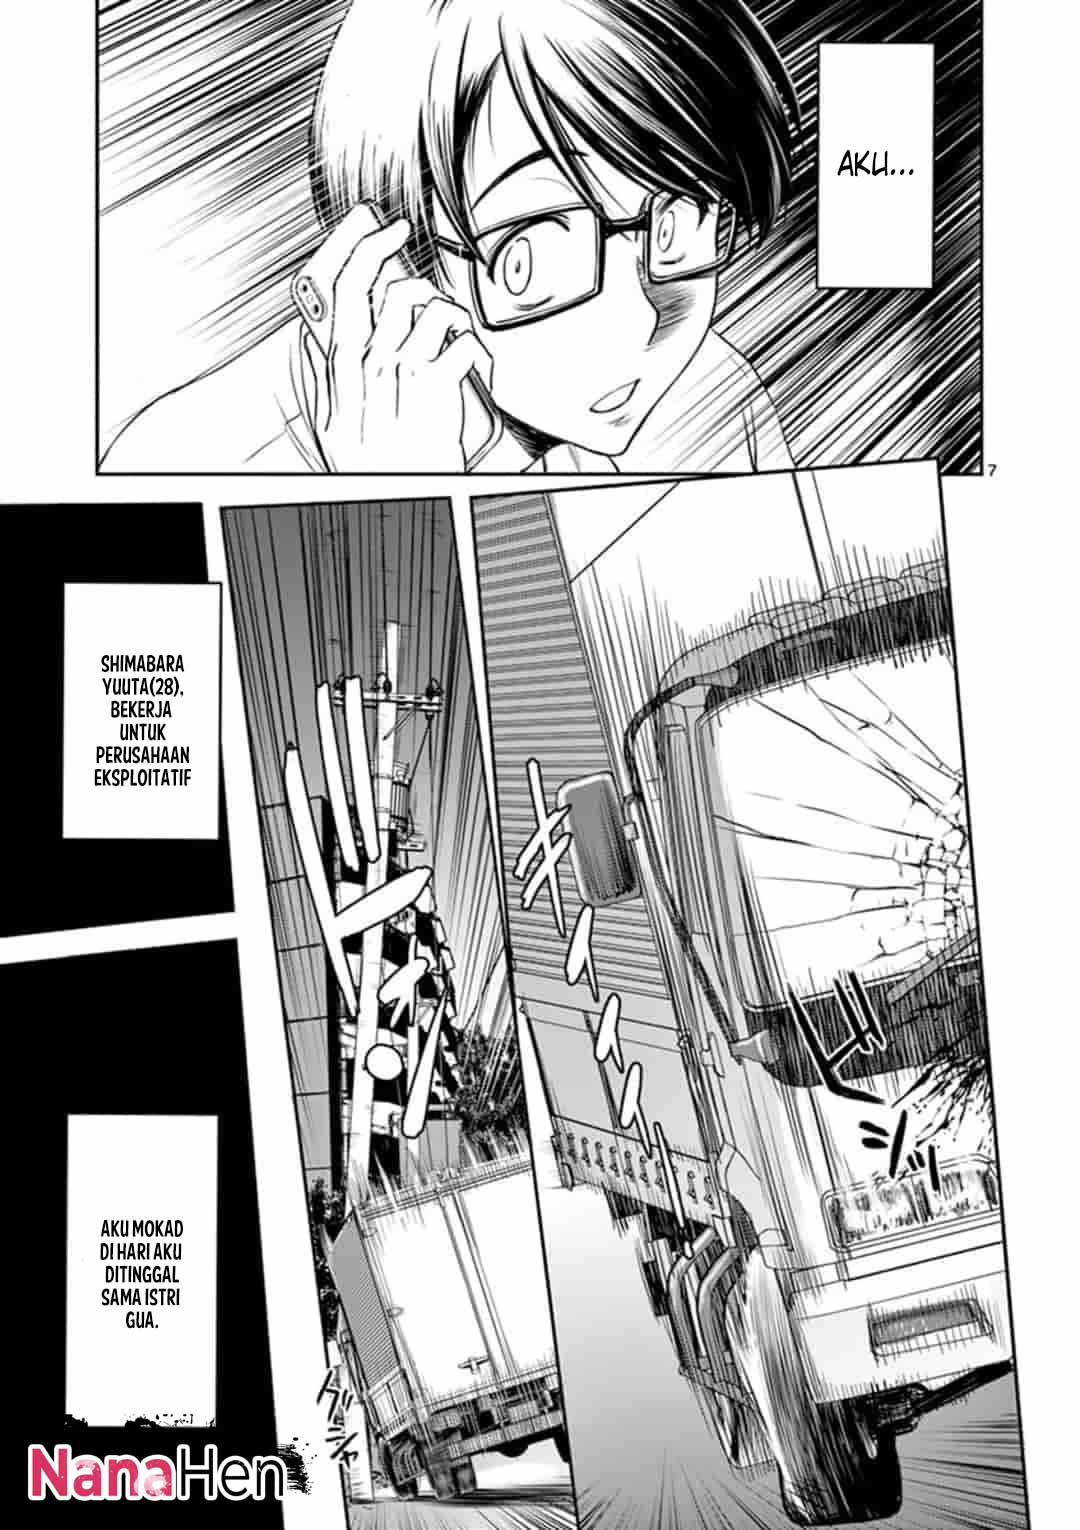 AKU...
7
SHIMABARA
YUUTA(28),
BEKERJA
UNTUK
PERUSAHAAN
EKSPLOITATIF
AKU MOKAD
DI HARI AKU
DITINGGAL
SAMA ISTRI
GUA.
NanaHen